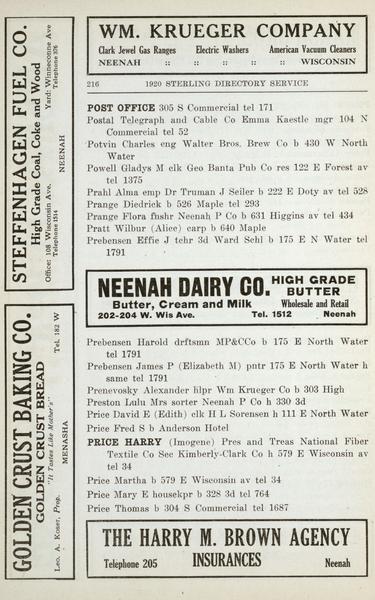 WM. KRUEGER COMPANY
Clark Jewel Gas Ranges Electric Washers American Vacuum Cleaners
NEENAH :: :: :: :: WISCONSIN
216 1920 STERLING DIRECTORY SERVICE
POST OFFICE 305 S Commercial tel 171
Postal Telegraph and Cable Co Emma Kaestle mgr 104 N
Commercial tel 52
Potvin Charles eng Walter Bros. Brew Co b 430 W North
Water
Powell Gladys M clk Geo Banta Pub Co res 122 E Forest av
tel 1375
Prahl Alma emp Dr Truman J Seiler b 222 E Doty av tel 528
Prange Diedrick b 526 Maple tel 293
Prange Flora fnshr Neenah P Co b 631 Higgins av tel 434
Pratt Wilbur (Alice) carp b 640 Maple
Prebensen Effie J tchr 3d Ward Schl b 175 E N Water tel
1791
NEENAH DAIRY CO. HIGH GRADE
BUTTER
Butter, Cream and Milk Wholesale and Retail
202-204 W. Wis Ave. Tel. 1512 Neenah
Prebensen Harold drftsmn MP&CCo b 175 E North Water
tel 1791
Prebensen James P (Elizabeth M) pntr 175 E North Water h
same tel 1791
Prenevosky Alexander hlpr Wm Krueger Co b 303 High
Preston Lulu Mrs sorter Neenah P Co h 330 3d
Price David E (Edith) clk H L Sorensen h 111 E North Water
Price Fred S b Anderson Hotel
PRICE HARRY (Imogene) Pres and Treas National Fiber
Textile Co See Kimberly-Clark Co h 579 E Wisconsin av
tel 34
Price Martha b 579 E Wisconsin av tel 34
Price Mary E housekpr b 328 3d tel 764
Price Thomas b 304 S Commercial tel 1687
THE HARRY M. BROWN AGENCY
Telephone 205 INSURANCES Neenah
STEFFENHAGEN FUEL CO.
High Grade Coal, Coke and Wood
Office: 108 Wisconsin Ave. Yard: Winneconne Ave
Telephone 1514 Telephone 376
NEENAH
GOLDEN CRUST BAKING CO.
GOLDEN CRUST BREAD
"It Tastes Like Mother's"
Leo. A. Koser, Prop. Tel. 182 W
MENASHA